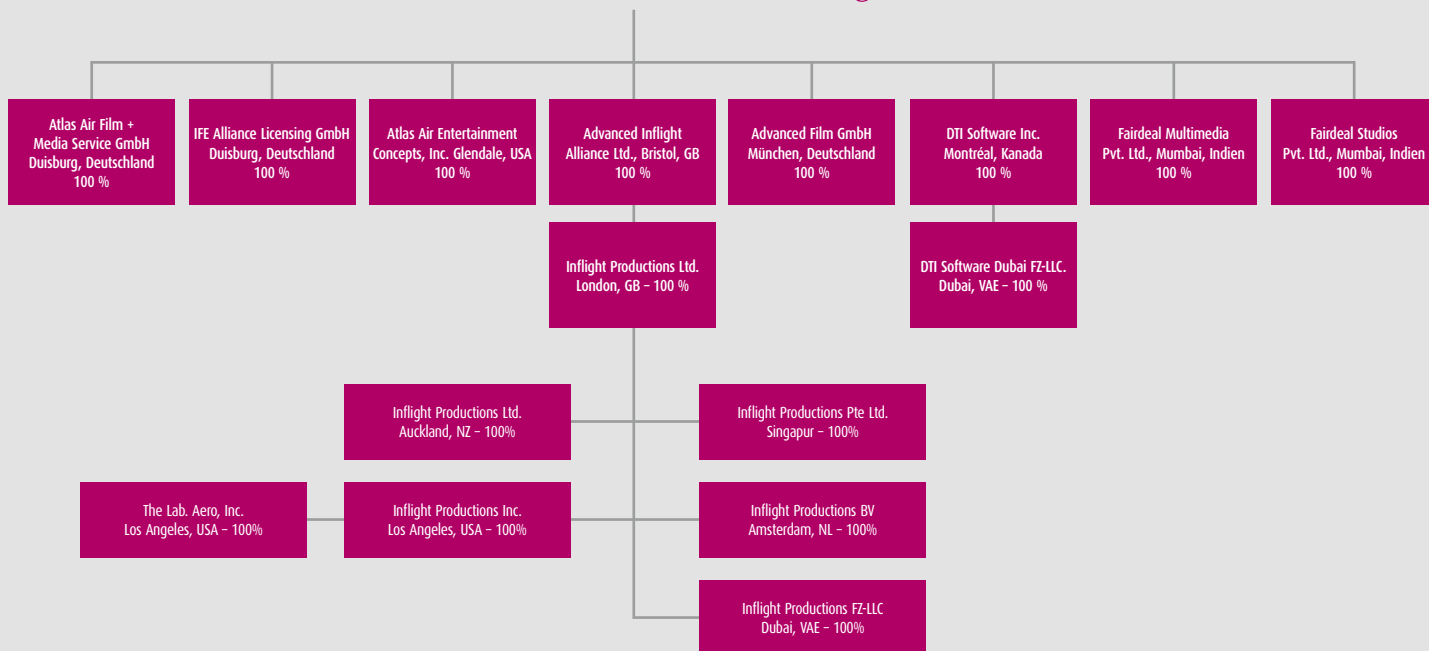 Atlas Air Film +
Media Service GmbH
Duisburg, Deutschland
100 %
IFE Alliance Licensing GmbH
Duisburg, Deutschland
100 %
Atlas Air Entertainment
Concepts, Inc. Glendale, USA
100 %
Advanced Inflight
Alliance Ltd., Bristol, GB
100 %
Advanced Film GmbH
München, Deutschland
100 %
DTI Software Inc.
Montréal, Kanada
100 %
Fairdeal Multimedia
Pvt. Ltd., Mumbai, Indien
100 %
Fairdeal Studios
Pvt. Ltd., Mumbai, Indien
100 %
Inflight Productions Ltd.
London, GB – 100 %
DTI Software Dubai FZ-LLC.
Dubai, VAE – 100 %
Inflight Productions Ltd.
Auckland, NZ – 100%
Inflight Productions Pte Ltd.
Singapur – 100%
The Lab. Aero, Inc.
Los Angeles, USA – 100%
Inflight Productions Inc.
Los Angeles, USA – 100%
Inflight Productions BV
Amsterdam, NL – 100%
Inflight Productions FZ-LLC
Dubai, VAE – 100%